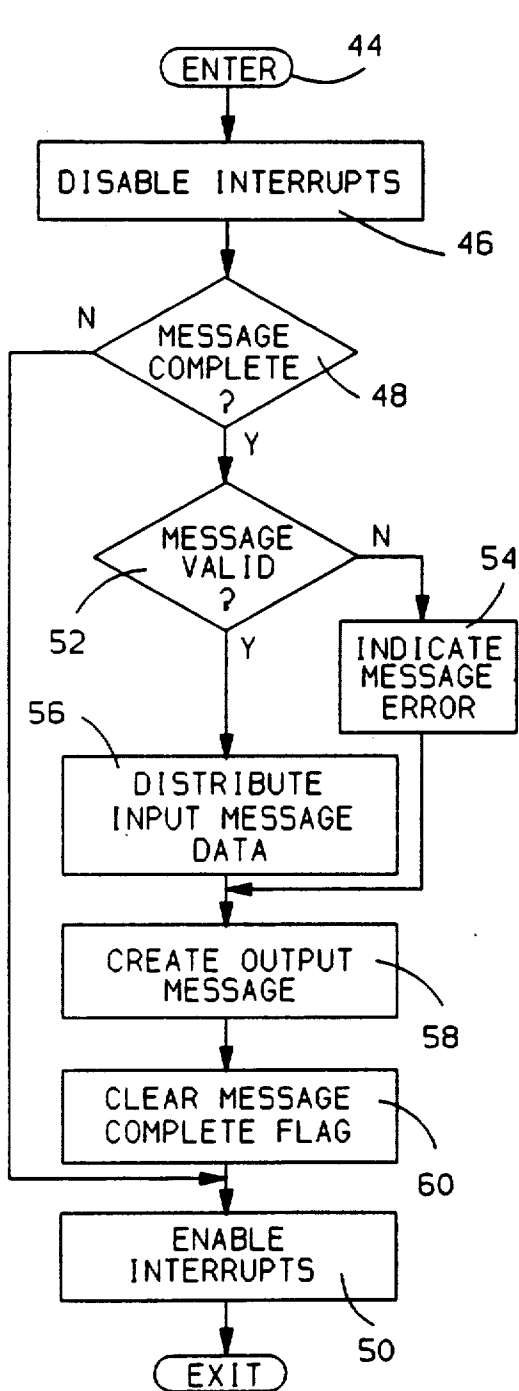 ENTER
44
DISABLE INTERRUPTS
46
N
MESSAGE
COMPLETE
?
48
Y
MESSAGE
VALID
?
N
52
Y
54
INDICATE
MESSAGE
ERROR
56
DISTRIBUTE
INPUT MESSAGE
DATA
CREATE OUTPUT
MESSAGE
58
CLEAR MESSAGE
COMPLETE FLAG
60
ENABLE
INTERRUPTS
50
EXIT